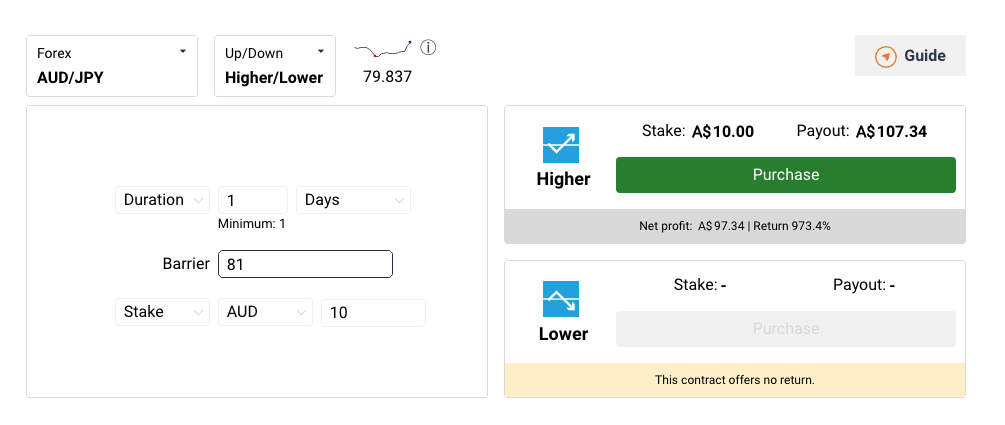 Forex
AUD/JPY
Up/Down
Higher/Lower
79.837
Guide
Duration 1 Days
Minimum: 1
Barrier 81
Stake AUD 10
Stake: A$10.00 Payout: A$107.34
Higher
Purchase
Net profit: A$97.34 | Return 973.4%
Stake: - Payout: -
Lower
Purchase
This contract offers no return.